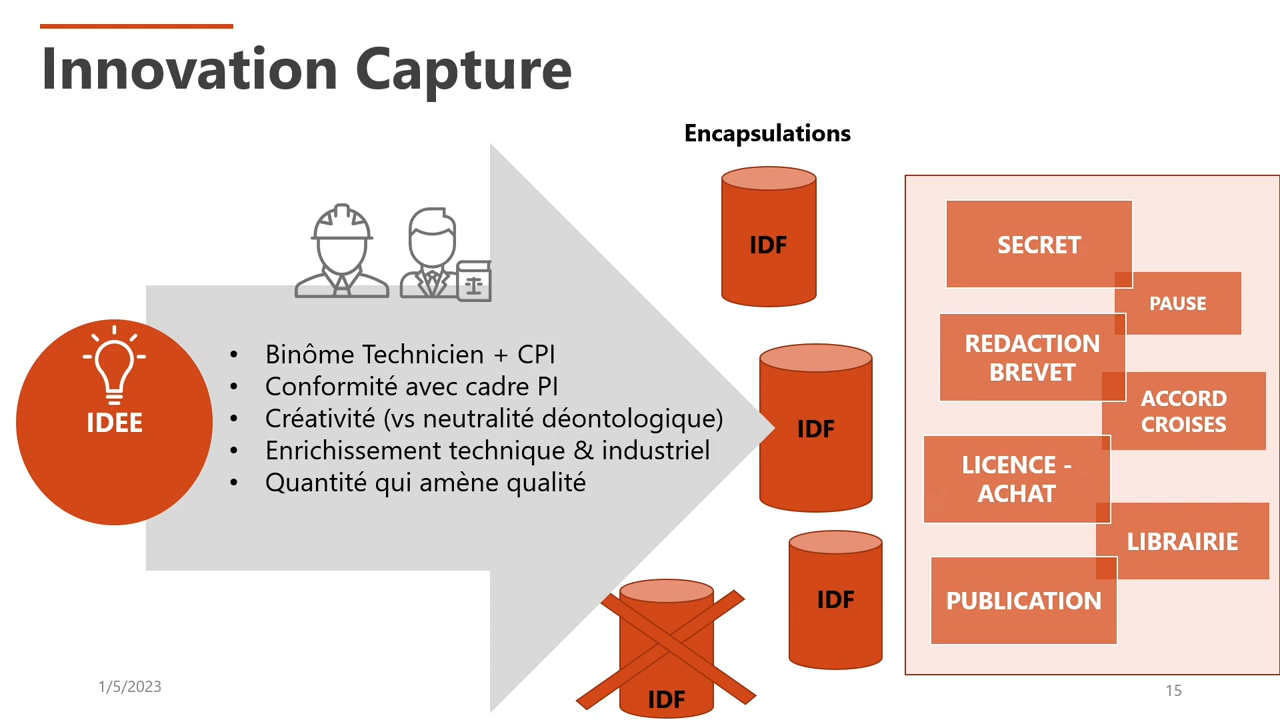 Innovation Capture
Encapsulations
IDF
SECRET
PAUSE
REDACTION
BREVET
IDEE
• Binôme Technicien + CPI
• Conformité avec cadre PI
• Créativité (vs neutralité déontologique)
• Enrichissement technique & industriel
• Quantité qui amène qualité
IDF
ACCORD
CROISES
LICENCE -
ACHAT
LIBRAIRIE
IDF
PUBLICATION
IDF
1/5/2023
15